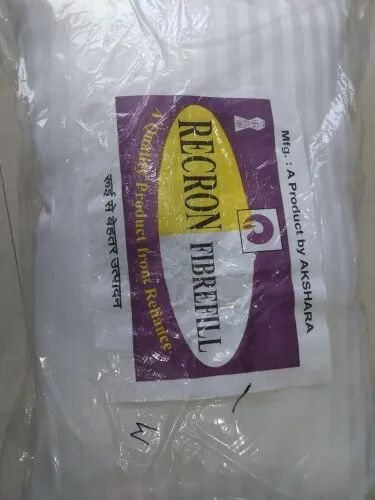 Mfg. : A Product by AKSHARA
RECRON FIBREFILL
A Quality Product from Reliance
रूई से बेहतर उत्पादन